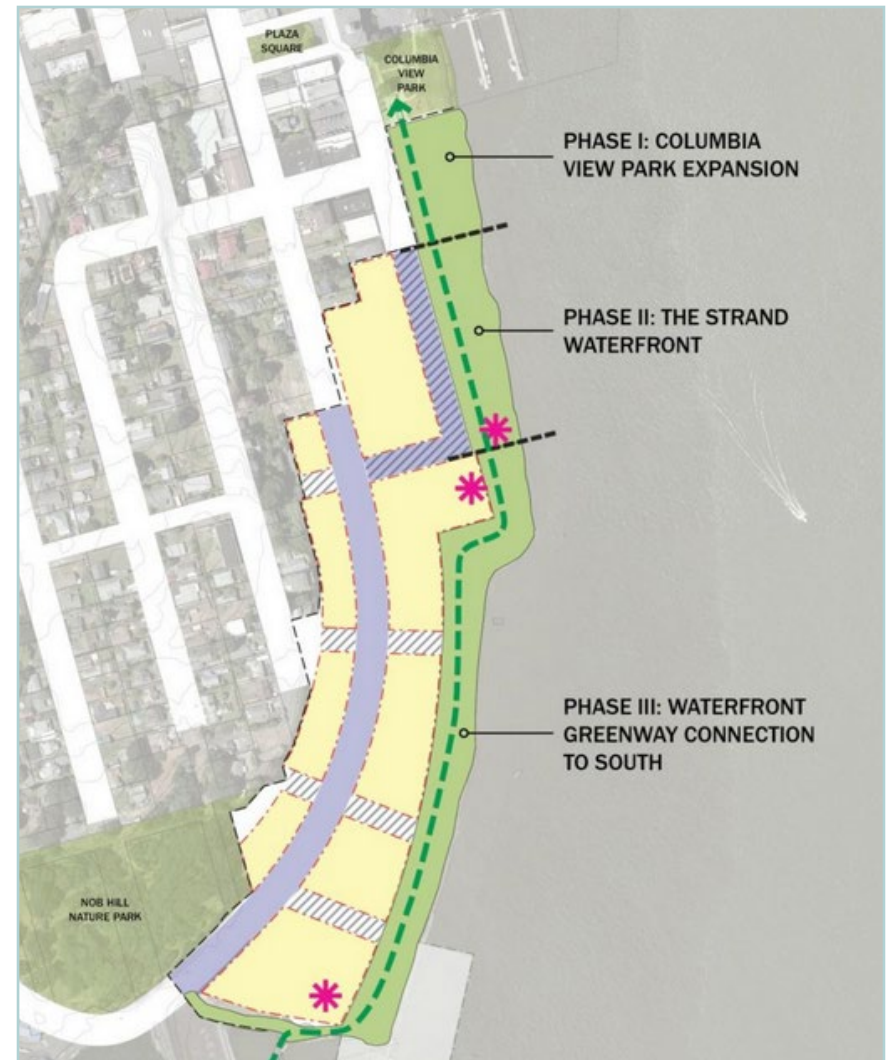 PLAZA
SQUARE
COLUMBIA
VIEW
PARK
PHASE I: COLUMBIA
VIEW PARK EXPANSION
PHASE II: THE STRAND
WATERFRONT
PHASE III: WATERFRONT
GREENWAY CONNECTION
TO SOUTH
NOB HILL
NATURE PARK